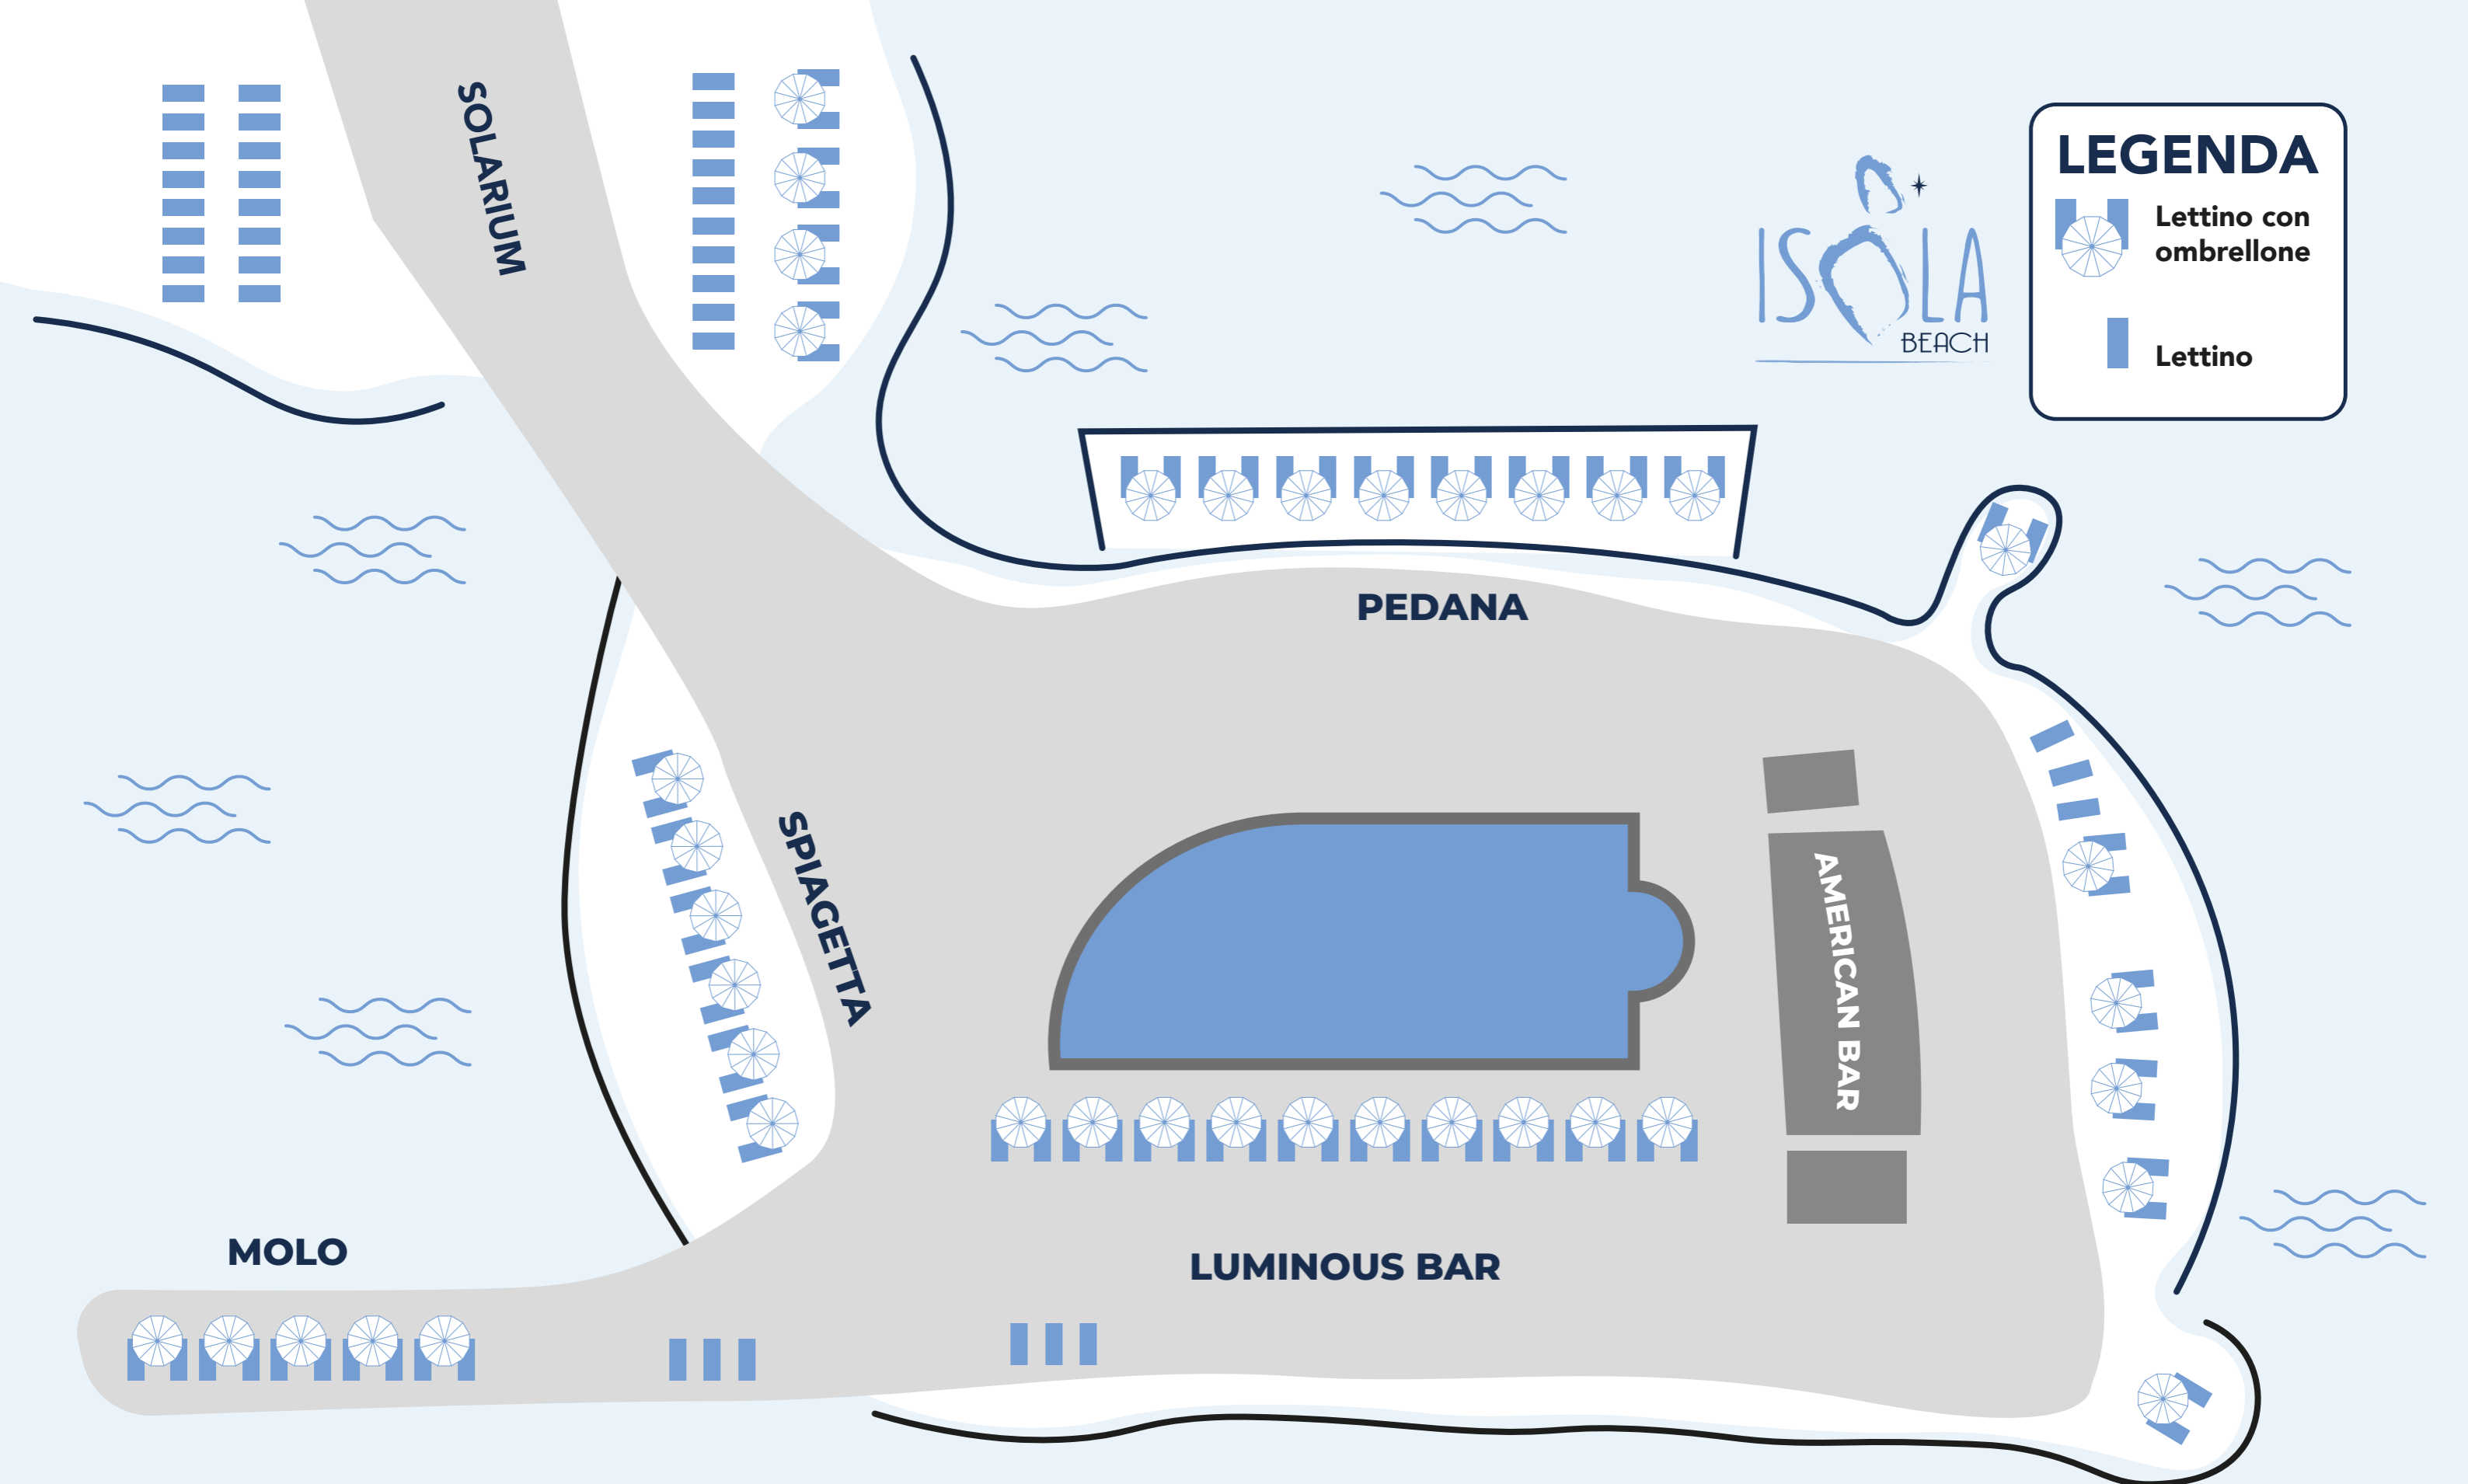 SOLARIUM
ISOLA
BEACH
LEGENDA
Lettino con
ombrellone
Lettino
PEDANA
SPIAGETTA
AMERICAN BAR
MOLO
LUMINOUS BAR